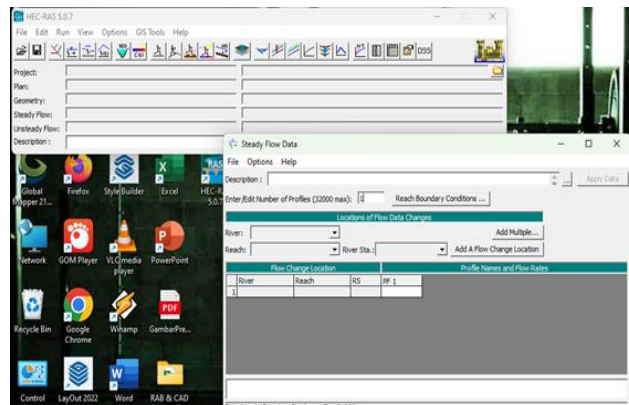 HEC-RAS 5.0.7
File Edit Run View Options GIS Tools Help
DSS
Project:
Plan:
Geometry:
Steady Flow:
Unsteady Flow:
Description :
Steady Flow Data
File Options Help
Description :
... Apply Data
Enter/Edit Number of Profiles (32000 max): 1 Reach Boundary Conditions ...
Locations of Flow Data Changes
River: Add Multiple...
Reach: River Sta.: Add A Flow Change Location
Flow Change Location Profile Names and Flow Rates
River Reach RS PF 1
1
Global Mapper 21...
Firefox
Style Builder
Excel
HEC-R 5.0.7
Network
GOM Player
VLC media player
PowerPoint
Recycle Bin
Google Chrome
Winamp
PDF
GambarPre...
Control
LayOut 2022
Word
RAB & CAD